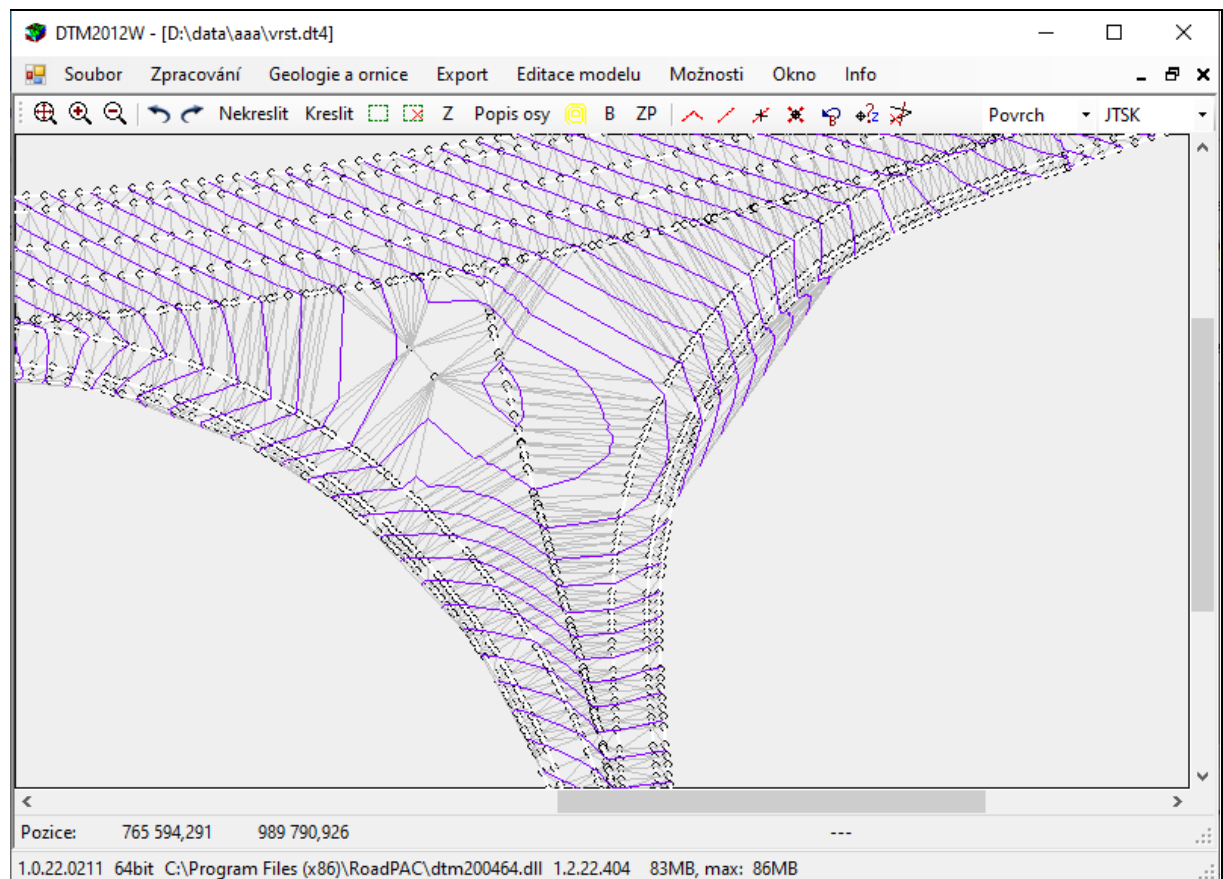 DTM2012W - [D:\data\aaa\vrst.dt4]
Soubor Zpracování Geologie a ornice Export Editace modelu Možnosti Okno Info
Nekreslit Kreslit Z Popis osy B ZP Povrch JTSK
Pozice: 765 594,291 989 790,926 ---
1.0.22.0211 64bit C:\Program Files (x86)\RoadPAC\dtm200464.dll 1.2.22.404 83MB, max: 86MB